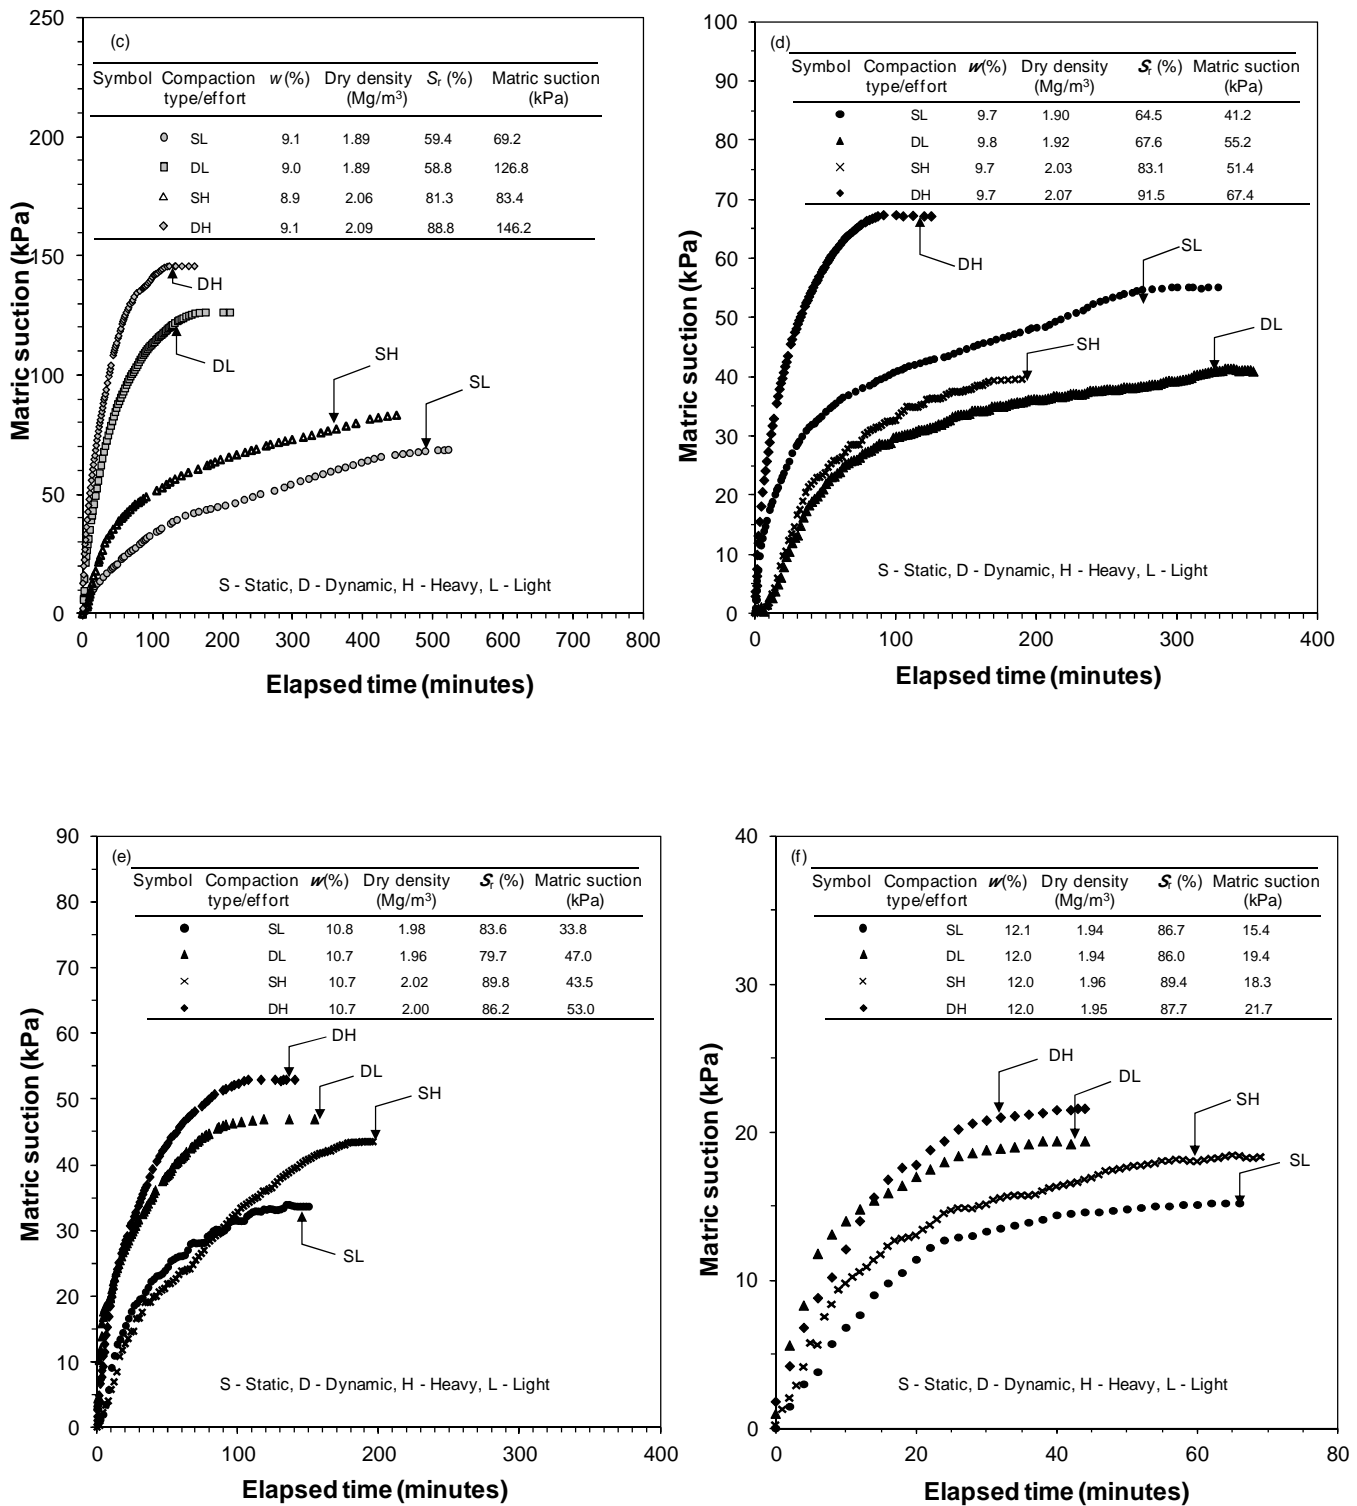 (c)
Symbol Compaction type/effort w (%) Dry density (Mg/m³) Sr (%) Matric suction (kPa)
SL 9.1 1.89 59.4 69.2
DL 9.0 1.89 58.8 126.8
SH 8.9 2.06 81.3 83.4
DH 9.1 2.09 88.8 146.2
250
200
150
100
50
0
Matric suction (kPa)
DH
DL
SH
SL
S - Static, D - Dynamic, H - Heavy, L - Light
0 100 200 300 400 500 600 700 800
Elapsed time (minutes)
(d)
Symbol Compaction type/effort w(%) Dry density (Mg/m³) Sr (%) Matric suction (kPa)
SL 9.7 1.90 64.5 41.2
DL 9.8 1.92 67.6 55.2
SH 9.7 2.03 83.1 51.4
DH 9.7 2.07 91.5 67.4
100
90
80
70
60
50
40
30
20
10
0
Matric suction (kPa)
DH
SL
SH
DL
S - Static, D - Dynamic, H - Heavy, L - Light
0 100 200 300 400
Elapsed time (minutes)
(e)
Symbol Compaction type/effort w(%) Dry density (Mg/m³) Sr (%) Matric suction (kPa)
SL 10.8 1.98 83.6 33.8
DL 10.7 1.96 79.7 47.0
SH 10.7 2.02 89.8 43.5
DH 10.7 2.00 86.2 53.0
90
80
70
60
50
40
30
20
10
0
Matric suction (kPa)
DH
DL
SH
SL
S - Static, D - Dynamic, H - Heavy, L - Light
0 100 200 300 400
Elapsed time (minutes)
(f)
Symbol Compaction type/effort w(%) Dry density (Mg/m³) Sr (%) Matric suction (kPa)
SL 12.1 1.94 86.7 15.4
DL 12.0 1.94 86.0 19.4
SH 12.0 1.96 89.4 18.3
DH 12.0 1.95 87.7 21.7
40
30
20
10
0
Matric suction (kPa)
DH
DL
SH
SL
S - Static, D - Dynamic, H - Heavy, L - Light
0 20 40 60 80
Elapsed time (minutes)